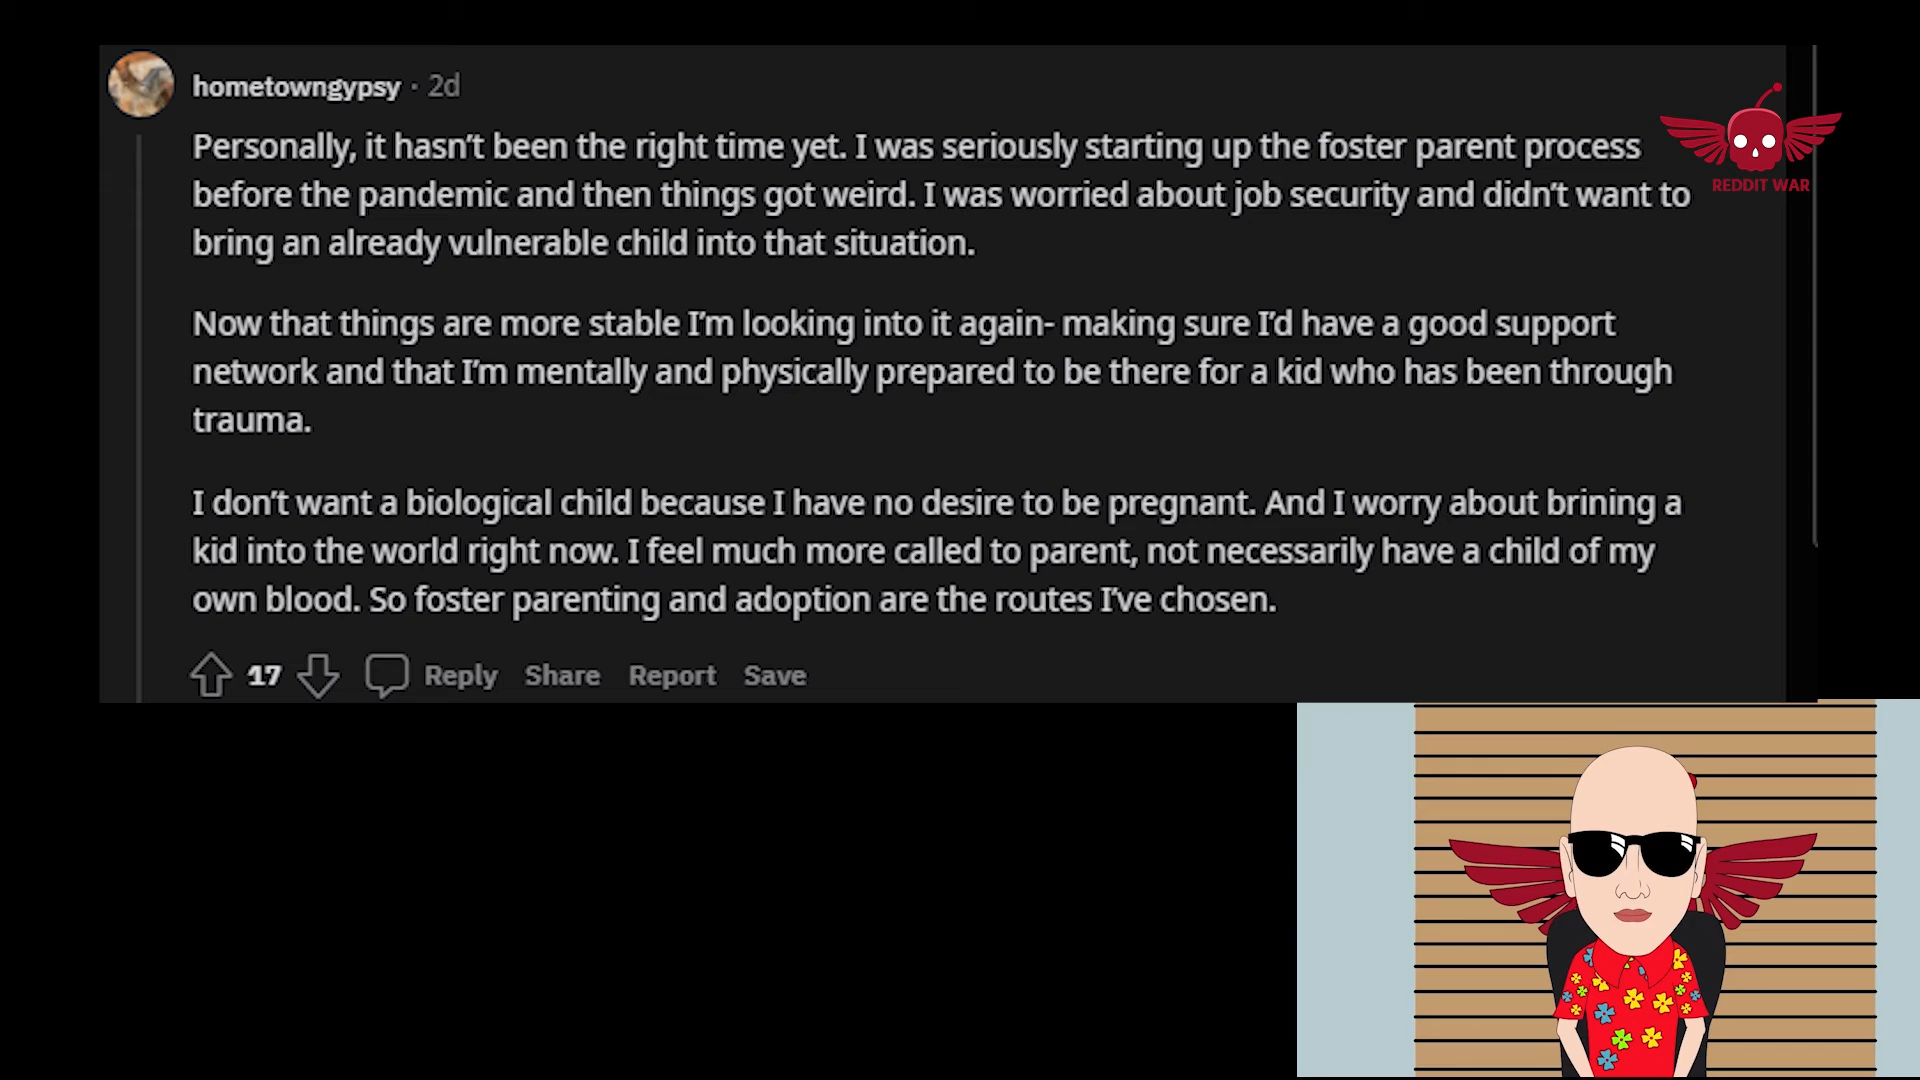 hometowngypsy · 2d
Personally, it hasn't been the right time yet. I was seriously starting up the foster parent process
before the pandemic and then things got weird. I was worried about job security and didn't want to
bring an already vulnerable child into that situation.
Now that things are more stable I'm looking into it again- making sure I'd have a good support
network and that I'm mentally and physically prepared to be there for a kid who has been through
trauma.
I don't want a biological child because I have no desire to be pregnant. And I worry about brining a
kid into the world right now. I feel much more called to parent, not necessarily have a child of my
own blood. So foster parenting and adoption are the routes I've chosen.
17 Reply Share Report Save
REDDIT WAR